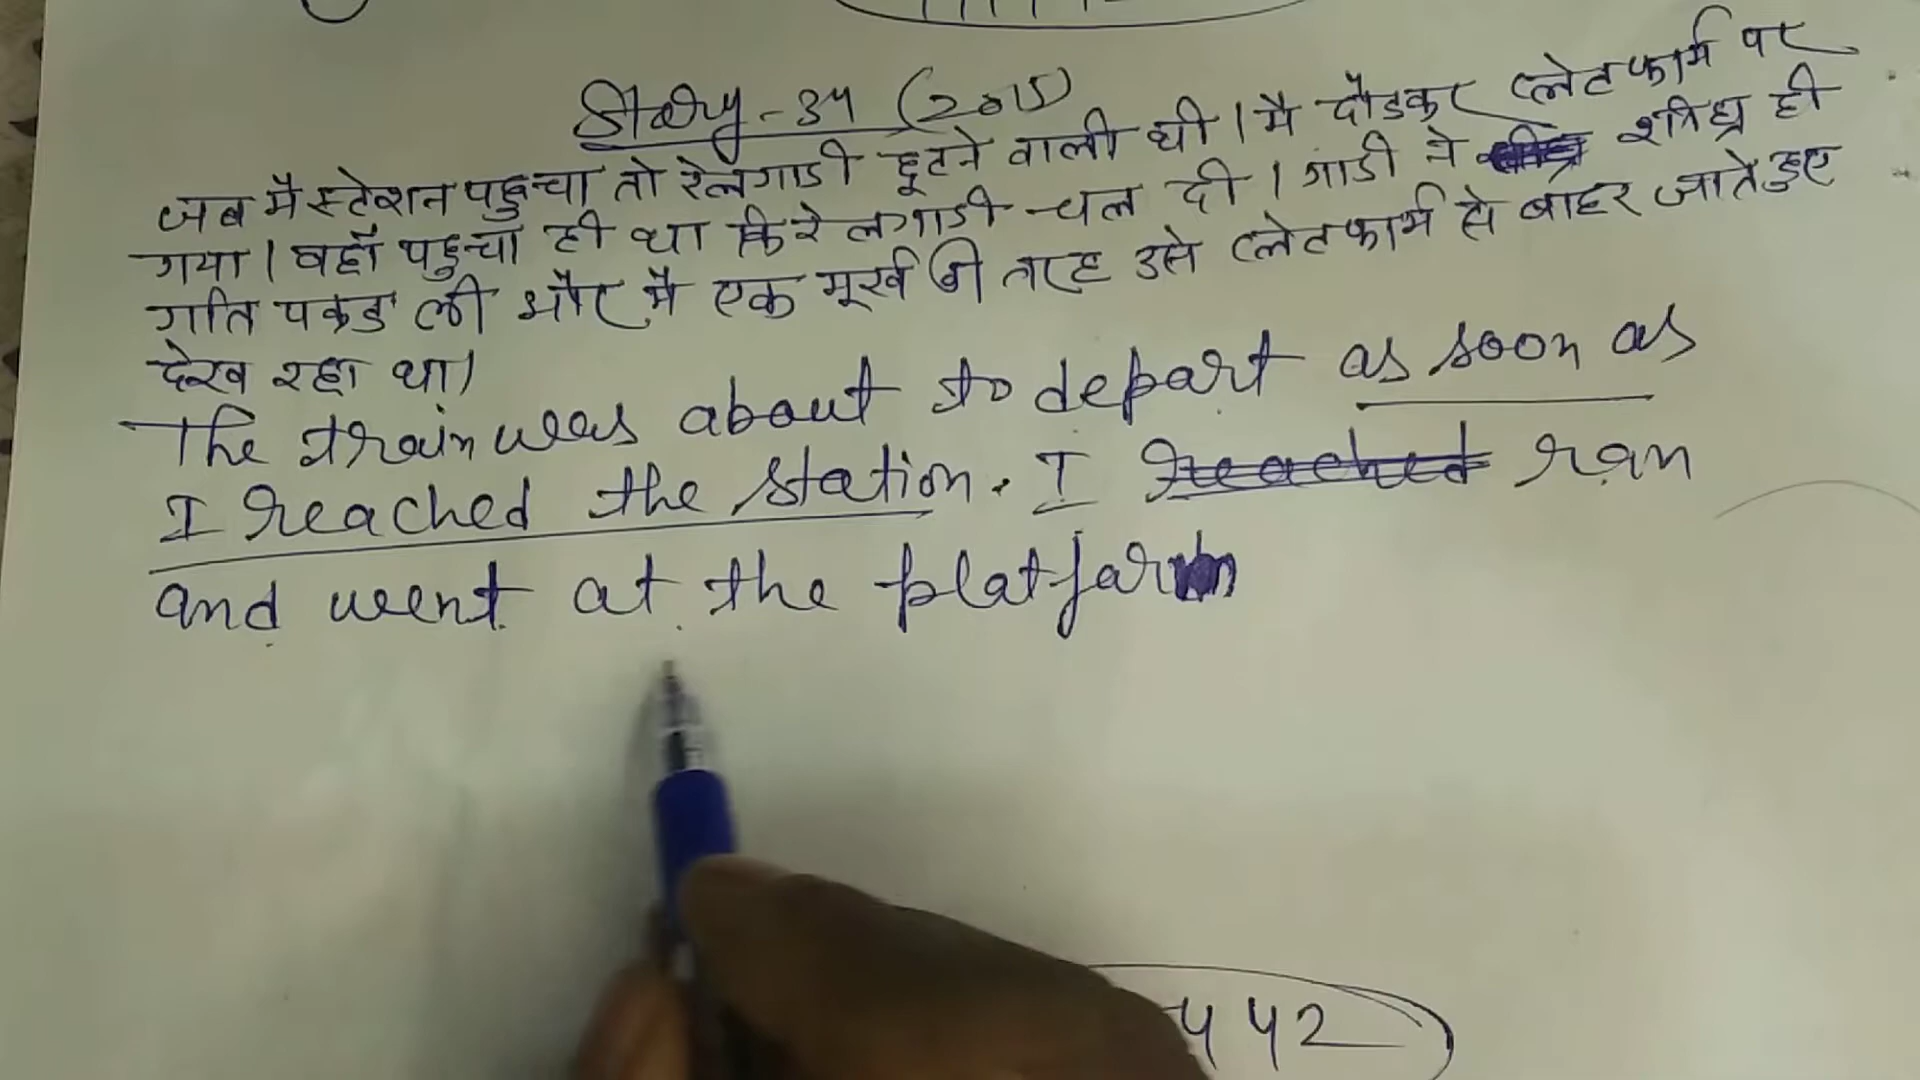 Story - 34 (2015)
जब मै स्टेशन पहुचा तो रेलगाडी छूटने वाली थी । मै दौडकर प्लेटफार्म पर
गया । वहाँ पहुचा ही था कि रेलगाडी चल दी । गाडी ने शीघ्र ही
गति पकड ली और मै एक मूर्ख की तरह उसे प्लेटफार्म से बाहर जाते हुए
देख रहा था।
The train was about to depart as soon as
I reached the station. I reached ran
and went at the platform
442